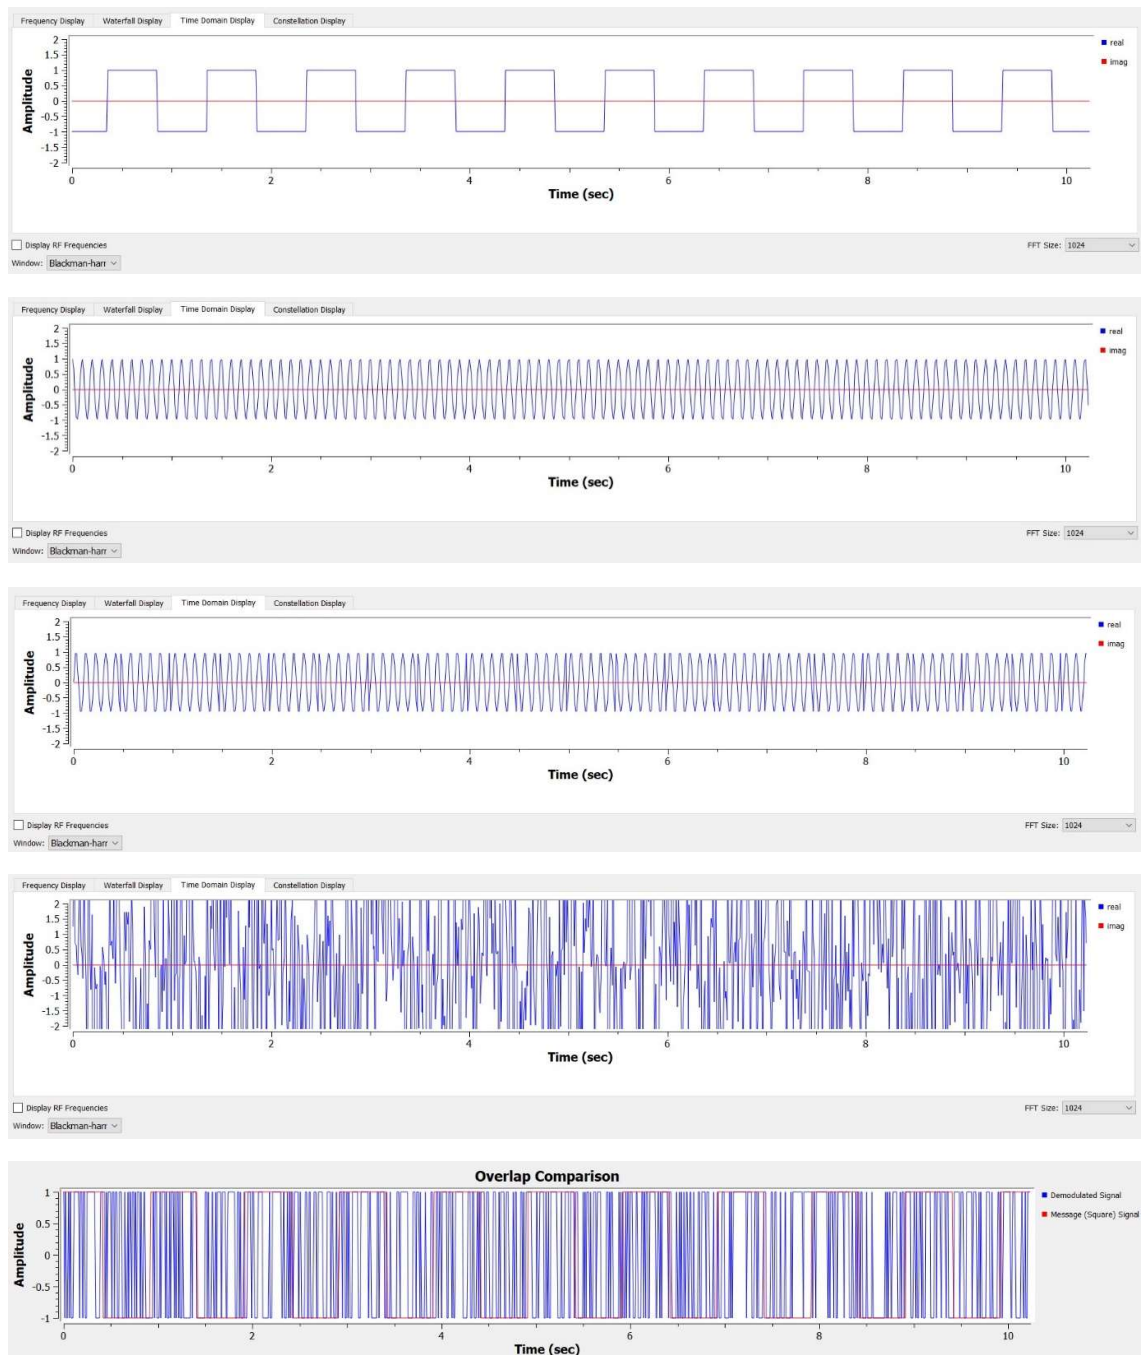 Frequency Display Waterfall Display Time Domain Display Constellation Display
2
1.5
1
0.5
0
-0.5
-1
-1.5
-2
Amplitude
real
imag
0 2 4 6 8 10
Time (sec)
Display RF Frequencies
FFT Size: 1024
Window: Blackman-harr
Frequency Display Waterfall Display Time Domain Display Constellation Display
2
1.5
1
0.5
0
-0.5
-1
-1.5
-2
Amplitude
real
imag
0 2 4 6 8 10
Time (sec)
Display RF Frequencies
FFT Size: 1024
Window: Blackman-harr
Frequency Display Waterfall Display Time Domain Display Constellation Display
2
1.5
1
0.5
0
-0.5
-1
-1.5
-2
Amplitude
real
imag
0 2 4 6 8 10
Time (sec)
Display RF Frequencies
FFT Size: 1024
Window: Blackman-harr
Frequency Display Waterfall Display Time Domain Display Constellation Display
2
1.5
1
0.5
0
-0.5
-1
-1.5
-2
Amplitude
real
imag
0 2 4 6 8 10
Time (sec)
Display RF Frequencies
FFT Size: 1024
Window: Blackman-harr
Overlap Comparison
1
0.5
0
-0.5
-1
Amplitude
Demodulated Signal
Message (Square) Signal
0 2 4 6 8 10
Time (sec)